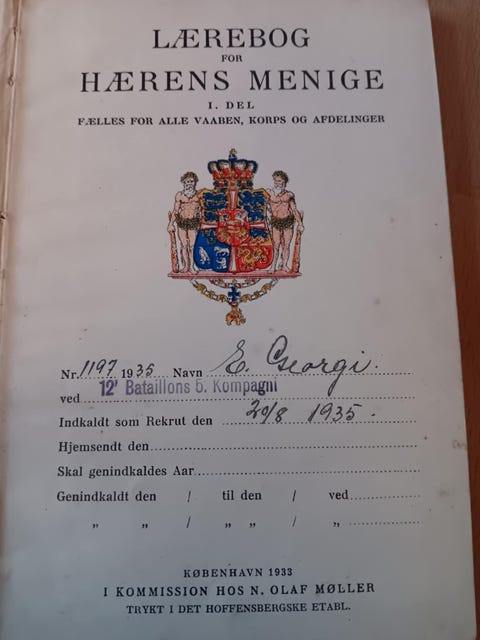 LÆREBOG
FOR
HÆRENS MENIGE
I. DEL
FÆLLES FOR ALLE VAABEN, KORPS OG AFDELINGER
Nr. 1197 1935 Navn E. Georgi.
ved 12' Bataillons 5. Kompagni
Indkaldt som Rekrut den 20/8 1935.
Hjemsendt den
Skal genindkaldes Aar
Genindkaldt den / til den / ved
„ „ / „ „ / „
KØBENHAVN 1933
I KOMMISSION HOS N. OLAF MØLLER
TRYKT I DET HOFFENSBERGSKE ETABL.